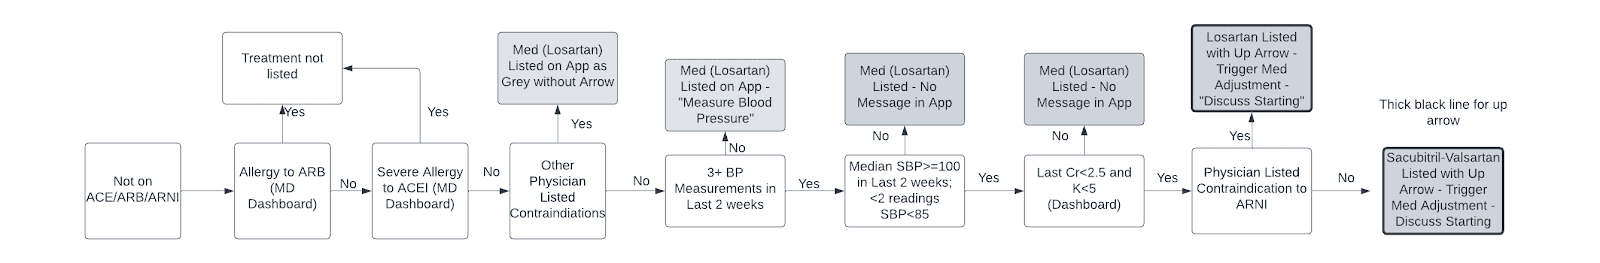 Not on
ACE/ARB/ARNI
Treatment not
listed
Yes
Allergy to ARB
(MD
Dashboard)
No
Yes
Severe Allergy
to ACEI (MD
Dashboard)
No
Med (Losartan)
Listed on App as
Grey without Arrow
Yes
Other
Physician
Listed
Contraindiations
No
Med (Losartan)
Listed on App -
"Measure Blood
Pressure"
No
3+ BP
Measurements in
Last 2 weeks
Yes
Med (Losartan)
Listed - No
Message in App
No
Median SBP>=100
in Last 2 weeks;
<2 readings
SBP<85
Yes
Med (Losartan)
Listed - No
Message in App
No
Last Cr<2.5 and
K<5
(Dashboard)
Yes
Losartan Listed
with Up Arrow -
Trigger Med
Adjustment -
"Discuss Starting"
Yes
Physician Listed
Contraindication to
ARNI
No
Thick black line for up
arrow
Sacubitril-Valsartan
Listed with Up
Arrow - Trigger
Med Adjustment -
Discuss Starting